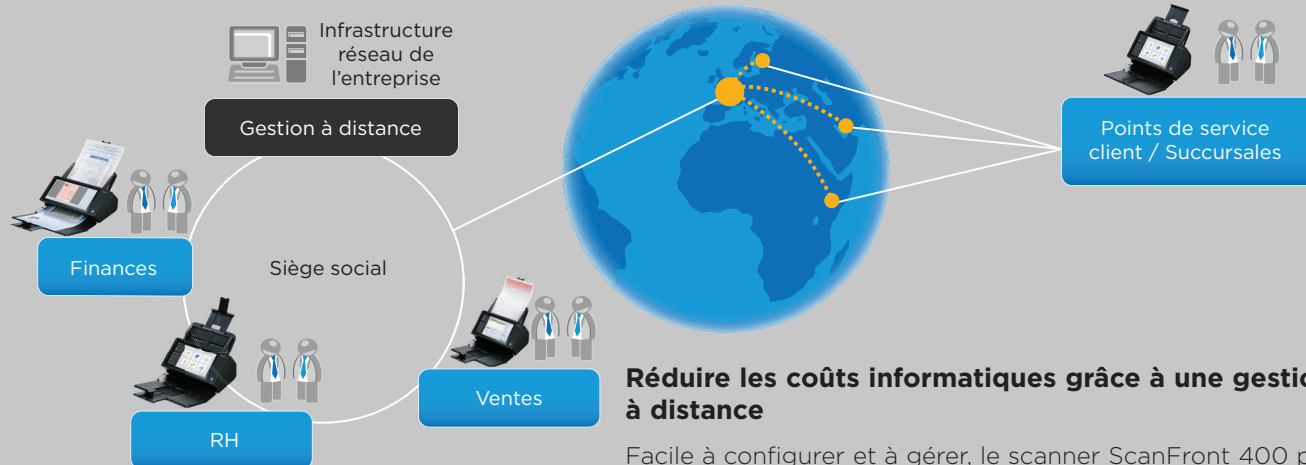 Infrastructure
réseau de
l'entreprise
Gestion à distance
Points de service
client / Succursales
Finances
Siège social
Ventes
RH
Réduire les coûts informatiques grâce à une
à distance
Facile à configurer et à gérer, le scanner ScanFront 400